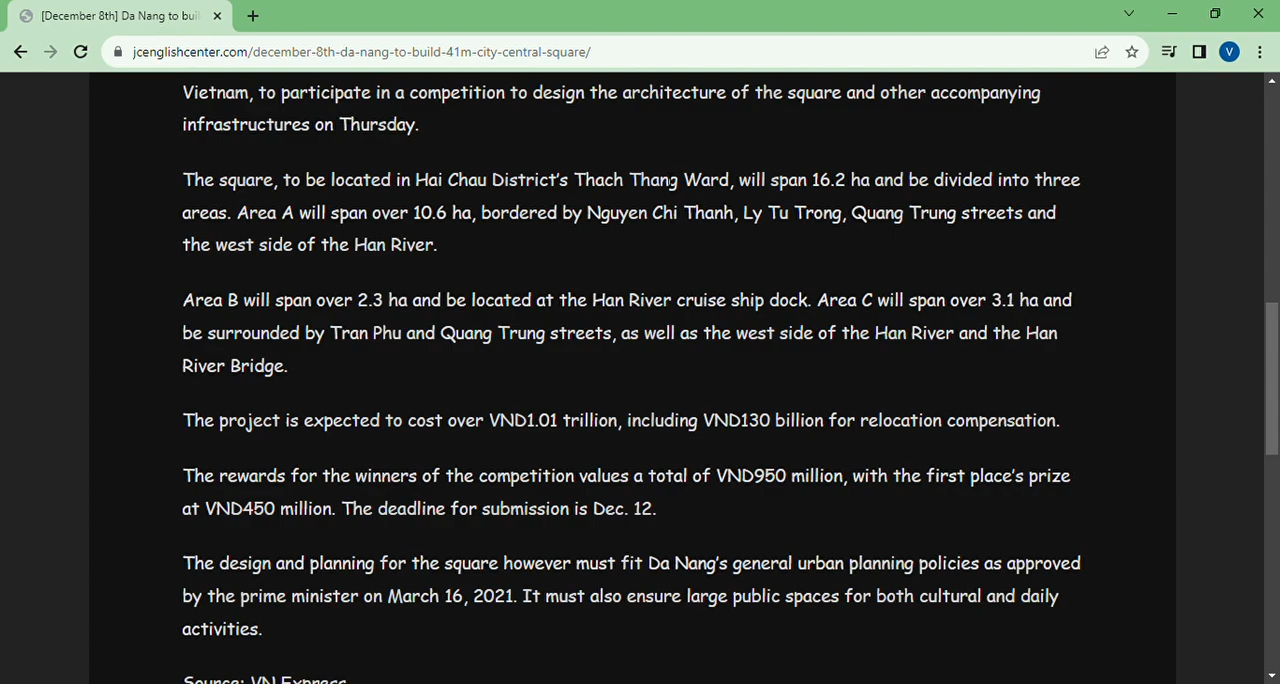 [December 8th] Da Nang to buil
jcenglishcenter.com/december-8th-da-nang-to-build-41m-city-central-square/
V
Vietnam, to participate in a competition to design the architecture of the square and other accompanying
infrastructures on Thursday.
The square, to be located in Hai Chau District’s Thach Thang Ward, will span 16.2 ha and be divided into three
areas. Area A will span over 10.6 ha, bordered by Nguyen Chi Thanh, Ly Tu Trong, Quang Trung streets and
the west side of the Han River.
Area B will span over 2.3 ha and be located at the Han River cruise ship dock. Area C will span over 3.1 ha and
be surrounded by Tran Phu and Quang Trung streets, as well as the west side of the Han River and the Han
River Bridge.
The project is expected to cost over VND1.01 trillion, including VND130 billion for relocation compensation.
The rewards for the winners of the competition values a total of VND950 million, with the first place’s prize
at VND450 million. The deadline for submission is Dec. 12.
The design and planning for the square however must fit Da Nang’s general urban planning policies as approved
by the prime minister on March 16, 2021. It must also ensure large public spaces for both cultural and daily
activities.
Source: VN Express